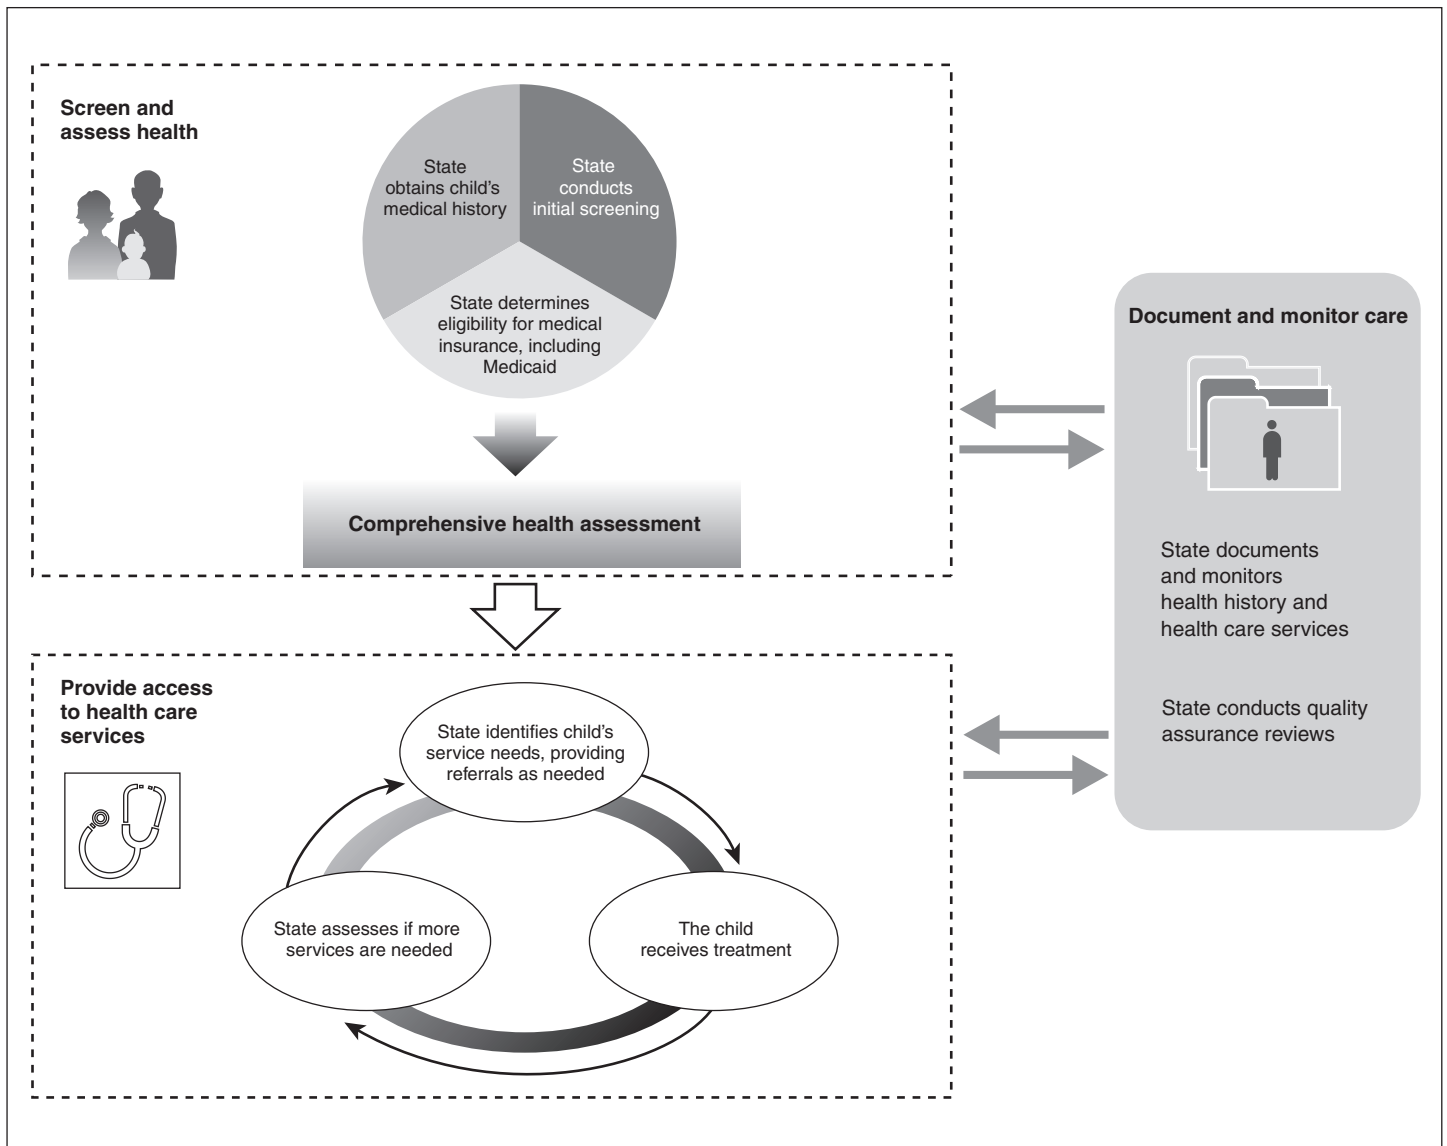 Screen and
assess health
State
obtains child's
medical history
State
conducts
initial screening
State determines
eligibility for medical
insurance, including
Medicaid
Comprehensive health assessment
Document and monitor care
State documents
and monitors
health history and
health care services
State conducts quality
assurance reviews
Provide access
to health care
services
State identifies child's
service needs, providing
referrals as needed
State assesses if more
services are needed
The child
receives treatment